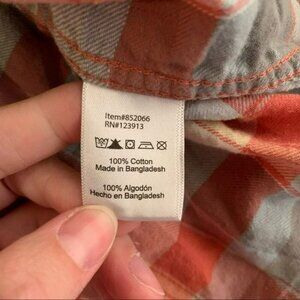 Item#852066
RN#123913
100% Cotton
Made in Bangladesh
100% Algodón
Hecho en Bangladesh